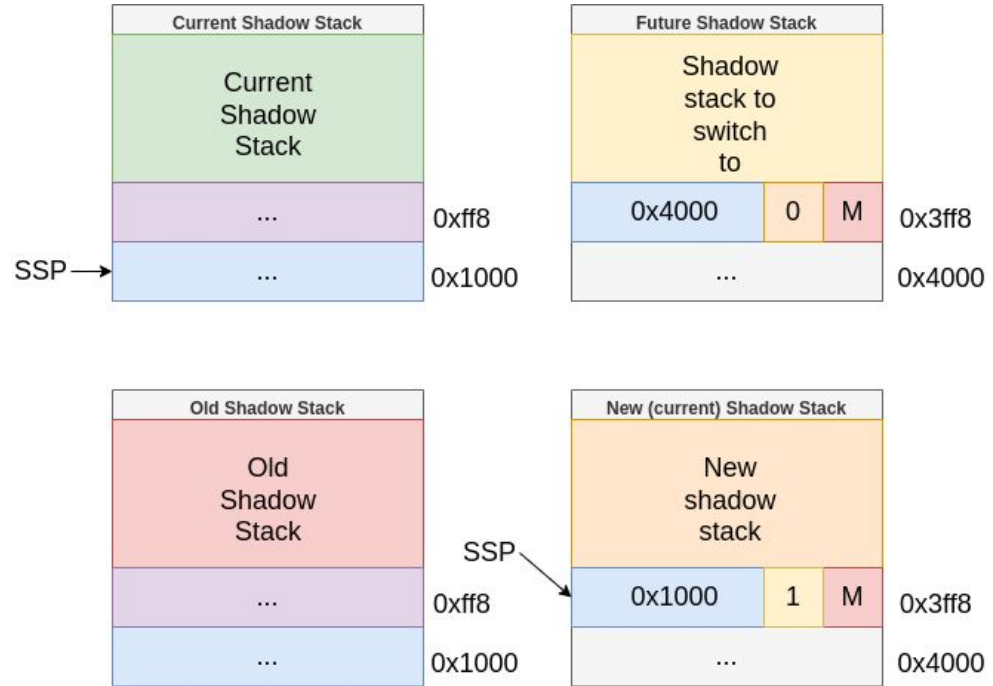 Current Shadow Stack
Current
Shadow
Stack
...
0xff8
SSP
...
0x1000
Future Shadow Stack
Shadow
stack to
switch
to
0x4000 0 M
0x3ff8
...
0x4000
Old Shadow Stack
Old
Shadow
Stack
...
0xff8
...
0x1000
New (current) Shadow Stack
New
shadow
stack
SSP
0x1000 1 M
0x3ff8
...
0x4000